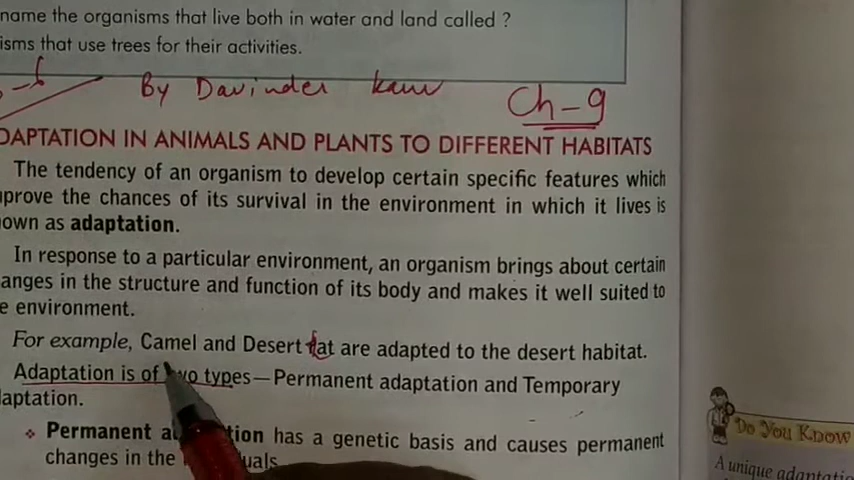 name the organisms that live both in water and land called ?
isms that use trees for their activities.
By Davinder kaur Ch-9
DAPTATION IN ANIMALS AND PLANTS TO DIFFERENT HABITATS
The tendency of an organism to develop certain specific features which
prove the chances of its survival in the environment in which it lives is
own as adaptation.
In response to a particular environment, an organism brings about certain
anges in the structure and function of its body and makes it well suited to
e environment.
For example, Camel and Desert rat are adapted to the desert habitat.
Adaptation is of two types—Permanent adaptation and Temporary
daptation.
❖ Permanent a tion has a genetic basis and causes permanent
changes in the uals.
Do You Know
A unique adaptatio